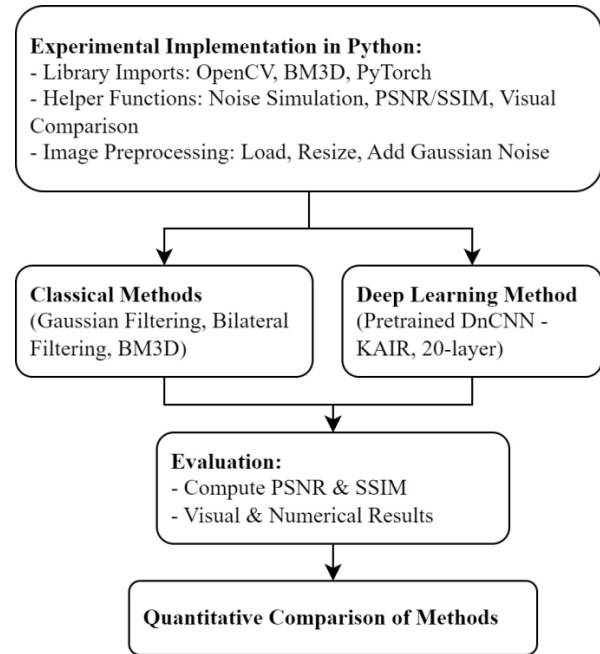 Experimental Implementation in Python:
- Library Imports: OpenCV, BM3D, PyTorch
- Helper Functions: Noise Simulation, PSNR/SSIM, Visual
Comparison
- Image Preprocessing: Load, Resize, Add Gaussian Noise
Classical Methods
(Gaussian Filtering, Bilateral
Filtering, BM3D)
Deep Learning Method
(Pretrained DnCNN -
KAIR, 20-layer)
Evaluation:
- Compute PSNR & SSIM
- Visual & Numerical Results
Quantitative Comparison of Methods